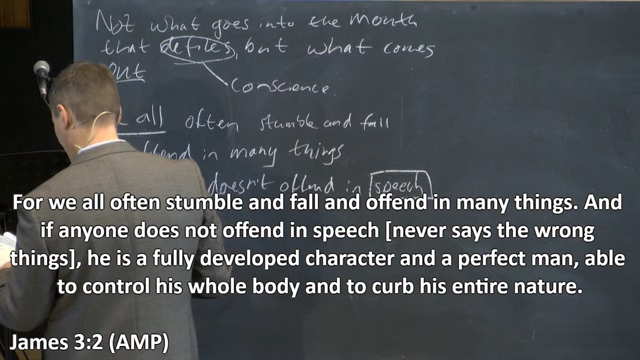 Not what goes into the mouth
that defiles, but what comes
out
Conscience
all often stumble and fall
offend in many things
doesn't offend in speech
For we all often stumble and fall and offend in many things. And
if anyone does not offend in speech [never says the wrong
things], he is a fully developed character and a perfect man, able
to control his whole body and to curb his entire nature.
James 3:2 (AMP)